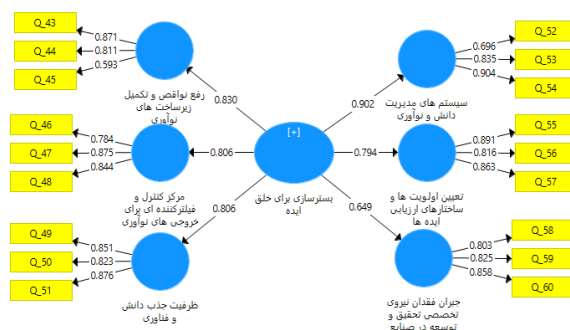 Q_43
0.871
Q_44
0.811
Q_45
0.593
رفع نواقص و تکمیل
زیرساخت های
نوآوری
0.830
Q_46
0.784
Q_47
0.875
Q_48
0.844
مرکز کنترل و
فیلترکننده ای برای
خروجی های نوآوری
0.806
Q_49
0.851
Q_50
0.823
Q_51
0.876
ظرفیت جذب دانش
و فناوری
0.806
[+]
بسترسازی برای خلق
ایده
0.902
Q_52
0.696
Q_53
0.835
Q_54
0.904
سیستم های مدیریت
دانش و نوآوری
0.794
Q_55
0.891
Q_56
0.816
Q_57
0.863
تعیین اولویت ها و
ساختارهای ارزیابی
ایده ها
0.649
Q_58
0.803
Q_59
0.825
Q_60
0.858
جبران فقدان نیروی
تخصصی تحقیق و
توسعه در صنایع